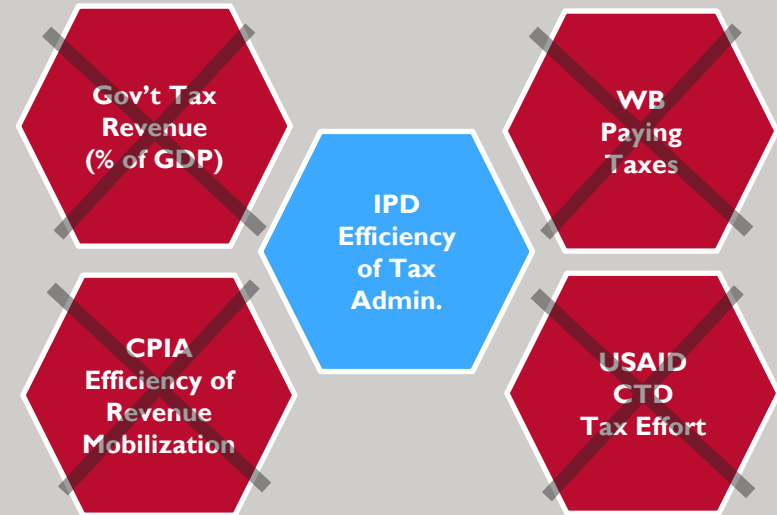 Gov’t Tax
Revenue
(% of GDP)
WB
Paying
Taxes
IPD
Efficiency
of Tax
Admin.
CPIA
Efficiency of
Revenue
Mobilization
USAID
CTD
Tax Effort